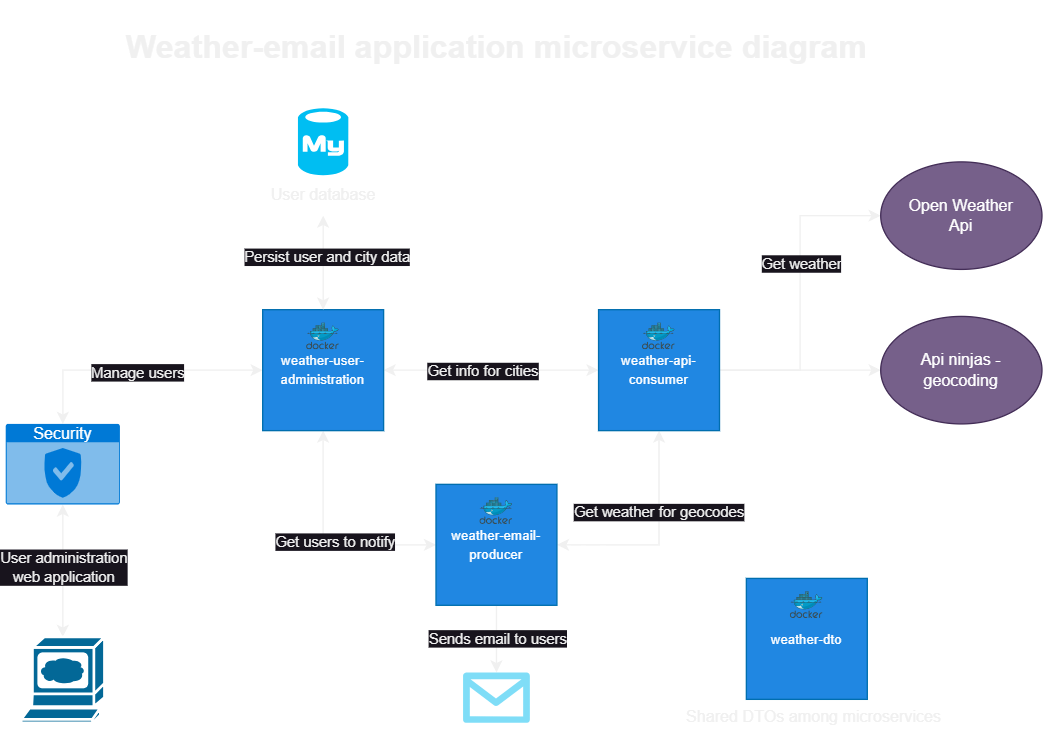 Weather-email application microservice diagram
My
User database
Persist user and city data
Open Weather
Api
Get weather
docker
weather-user-
administration
docker
weather-api-
consumer
Api ninjas -
geocoding
Manage users
Get info for cities
Security
docker
weather-email-
producer
Get weather for geocodes
Get users to notify
User administration
web application
docker
weather-dto
Sends email to users
Shared DTOs among microservices